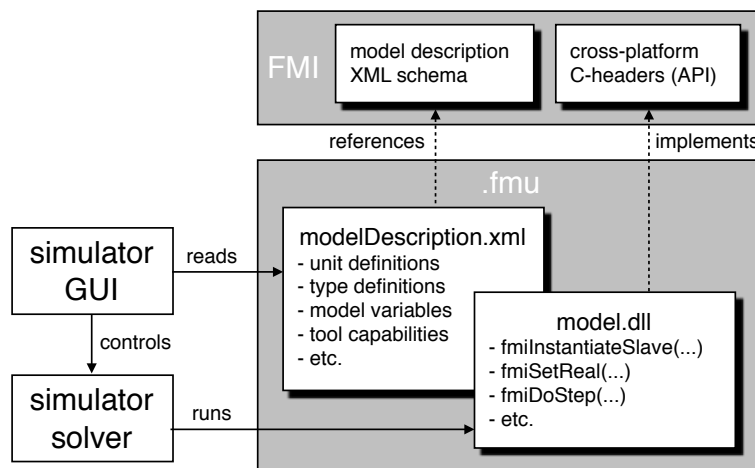 FMI
model description
XML schema
cross-platform
C-headers (API)
references
implements
.fmu
modelDescription.xml
- unit definitions
- type definitions
- model variables
- tool capabilities
- etc.
simulator
GUI
reads
controls
model.dll
- fmiInstantiateSlave(...)
- fmiSetReal(...)
- fmiDoStep(...)
- etc.
simulator
solver
runs